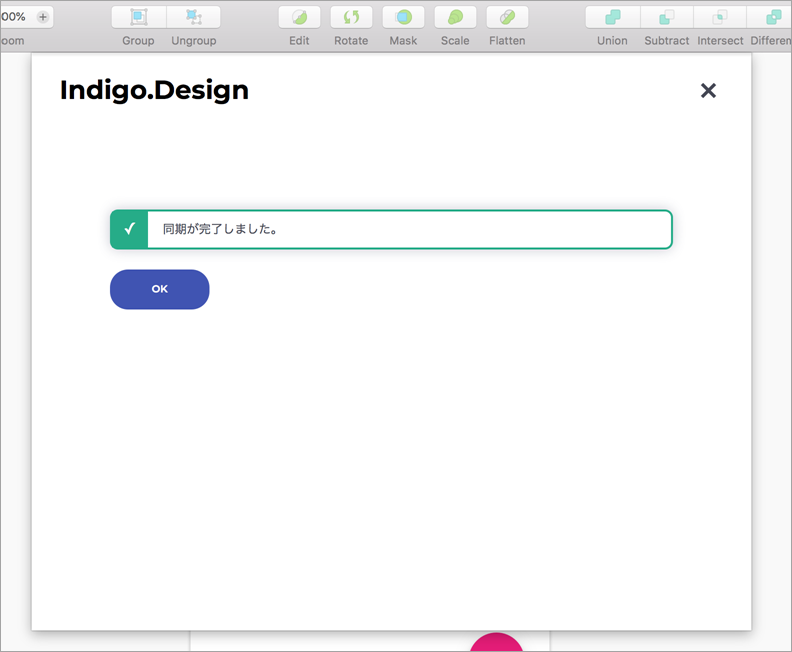 00% +
oom
Group
Ungroup
Edit
Rotate
Mask
Scale
Flatten
Union
Subtract
Intersect
Differen
Indigo.Design
同期が完了しました。
OK